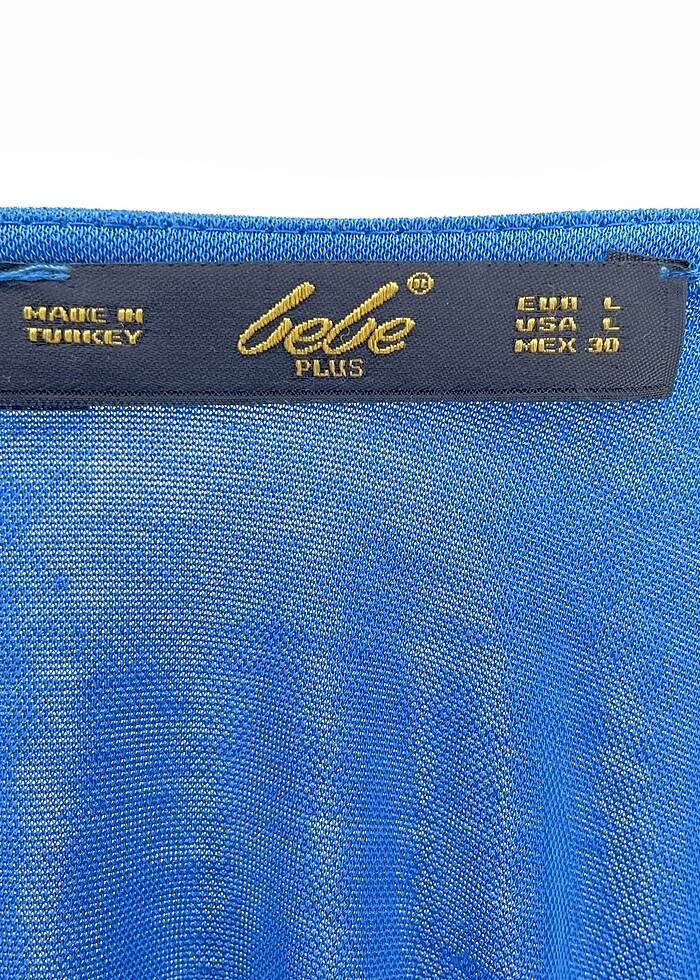 MADE IN
TURKEY
bebe®
PLUS
EUR L
USA L
MEX 30